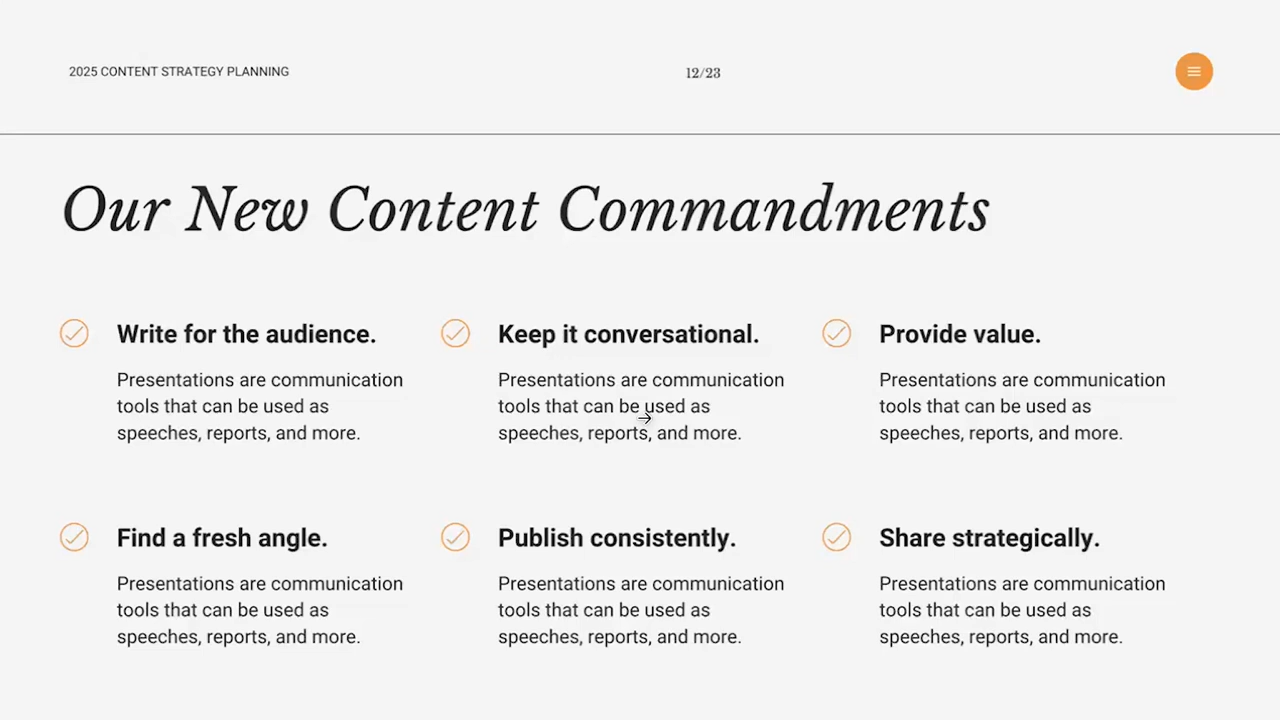 2025 CONTENT STRATEGY PLANNING
12/23
Our New Content Commandments
Write for the audience.
Presentations are communication
tools that can be used as
speeches, reports, and more.
Keep it conversational.
Presentations are communication
tools that can be used as
speeches, reports, and more.
Provide value.
Presentations are communication
tools that can be used as
speeches, reports, and more.
Find a fresh angle.
Presentations are communication
tools that can be used as
speeches, reports, and more.
Publish consistently.
Presentations are communication
tools that can be used as
speeches, reports, and more.
Share strategically.
Presentations are communication
tools that can be used as
speeches, reports, and more.